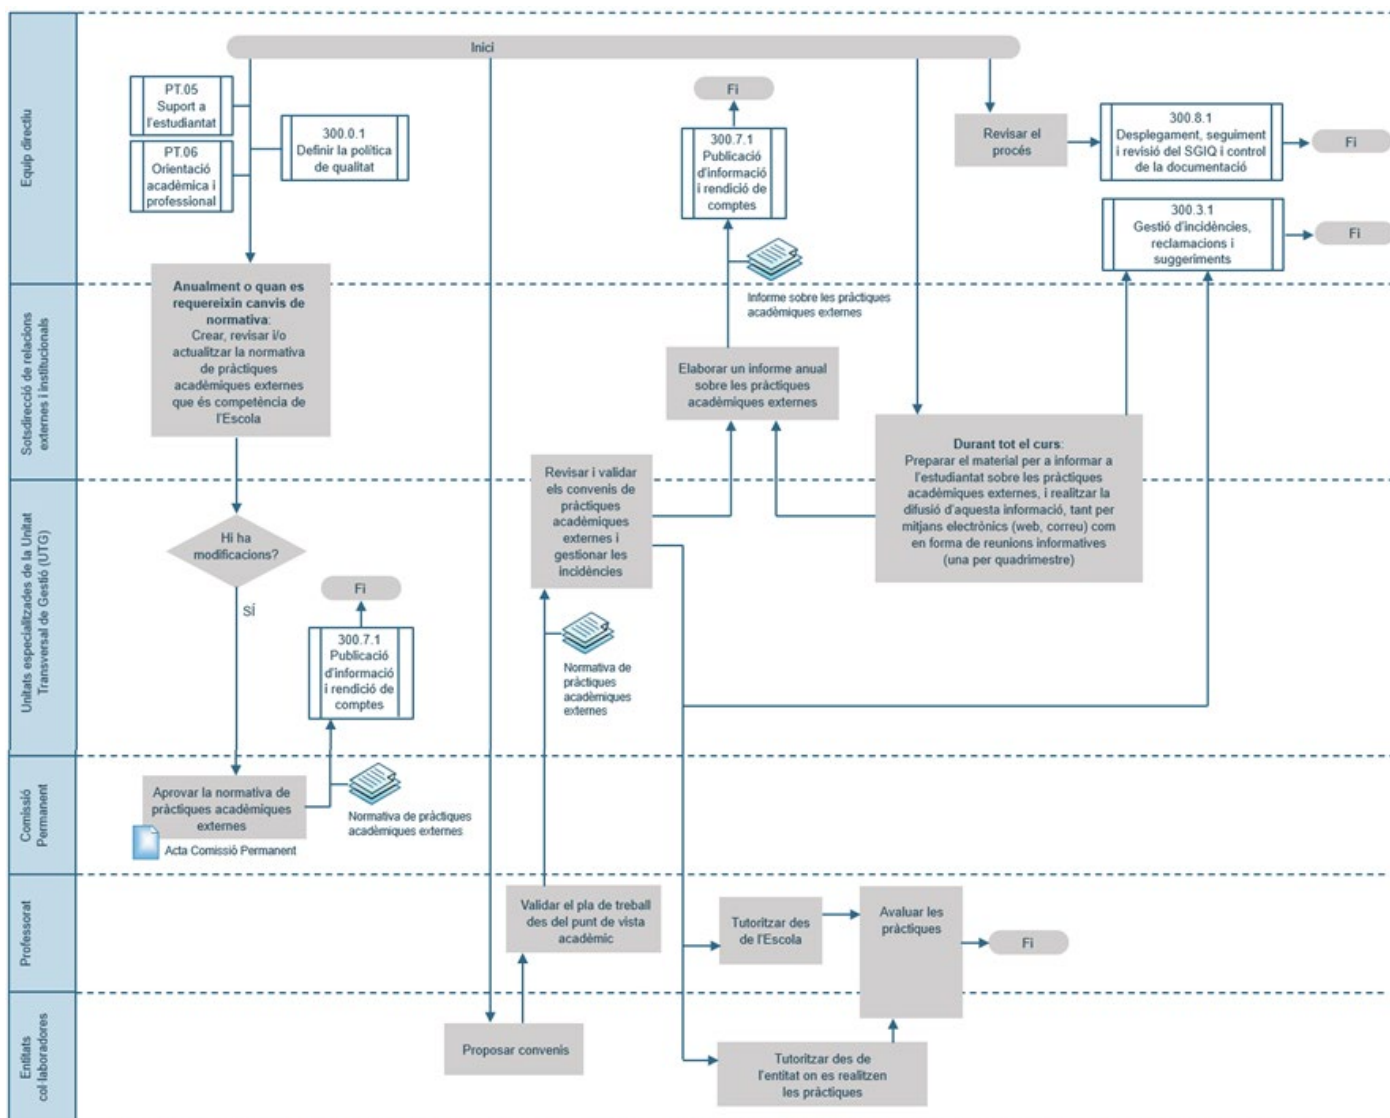 Equip directiu
Inici
PT.05
Suport a
l'estudiantat
PT.06
Orientació
acadèmica i
professional
300.0.1
Definir la política
de qualitat
Fi
300.7.1
Publicació
d'informació
i rendició de
comptes
Informe sobre les pràctiques
acadèmiques externes
Revisar el
procés
300.8.1
Desplegament, seguiment
i revisió del SGIQ i control
de la documentació
Fi
300.3.1
Gestió d'incidències,
reclamacions i
suggeriments
Fi
Sotsdirecció de relacions
externes i institucionals
Anualment o quan es
requereixin canvis de
normativa:
Crear, revisar i/o
actualitzar la normativa
de pràctiques
acadèmiques externes
que és competència de
l'Escola
Elaborar un informe anual
sobre les pràctiques
acadèmiques externes
Durant tot el curs:
Preparar el material per a informar a
l'estudiantat sobre les pràctiques
acadèmiques externes, i realitzar la
difusió d'aquesta informació, tant per
mitjans electrònics (web, correu) com
en forma de reunions informatives
(una per quadrimestre)
Unitats especialitzades de la Unitat
Transversal de Gestió (UTG)
Revisar i validar
els convenis de
pràctiques
acadèmiques
externes i
gestionar les
incidències
Hi ha
modificacions?
SÍ
Fi
300.7.1
Publicació
d'informació
i rendició de
comptes
Normativa de
pràctiques
acadèmiques
externes
Comissió
Permanent
Aprovar la normativa de
pràctiques acadèmiques
externes
Acta Comissió Permanent
Normativa de pràctiques
acadèmiques externes
Professorat
Validar el pla de treball
des del punt de vista
acadèmic
Tutoritzar des
de l'Escola
Avaluar les
pràctiques
Fi
Entitats
col·laboradores
Proposar convenis
Tutoritzar des de
l'entitat on es realitzen
les pràctiques